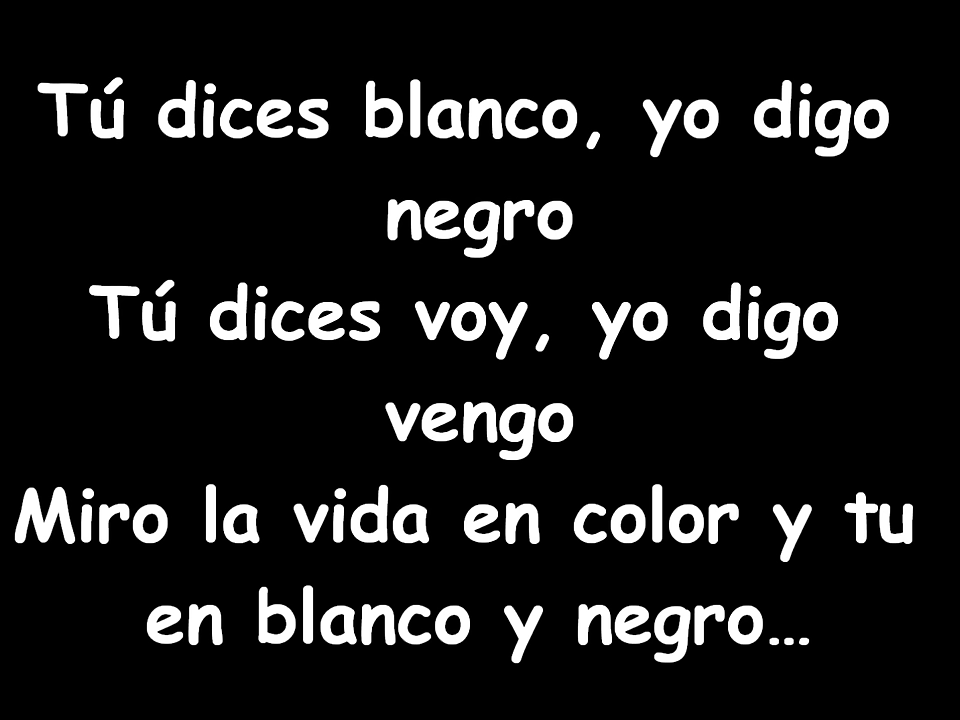 Tú dices blanco, yo digo
negro
Tú dices voy, yo digo
vengo
Miro la vida en color y tu
en blanco y negro…